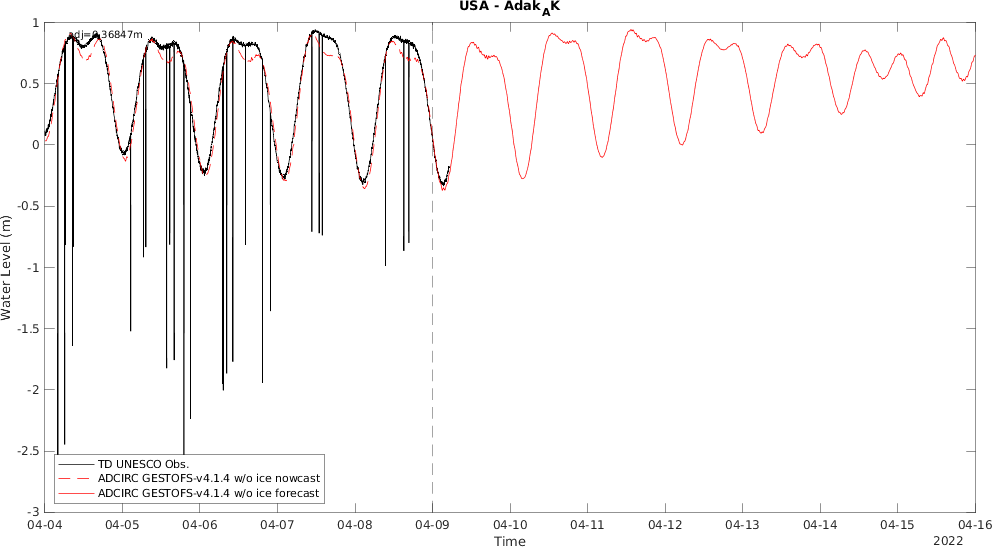 USA - Adak_AK
adj=0.36847m
1
0.5
0
-0.5
-1
-1.5
-2
-2.5
-3
Water Level (m)
TD UNESCO Obs.
ADCIRC GESTOFS-v4.1.4 w/o ice nowcast
ADCIRC GESTOFS-v4.1.4 w/o ice forecast
04-04 04-05 04-06 04-07 04-08 04-09 04-10 04-11 04-12 04-13 04-14 04-15 04-16
Time
2022